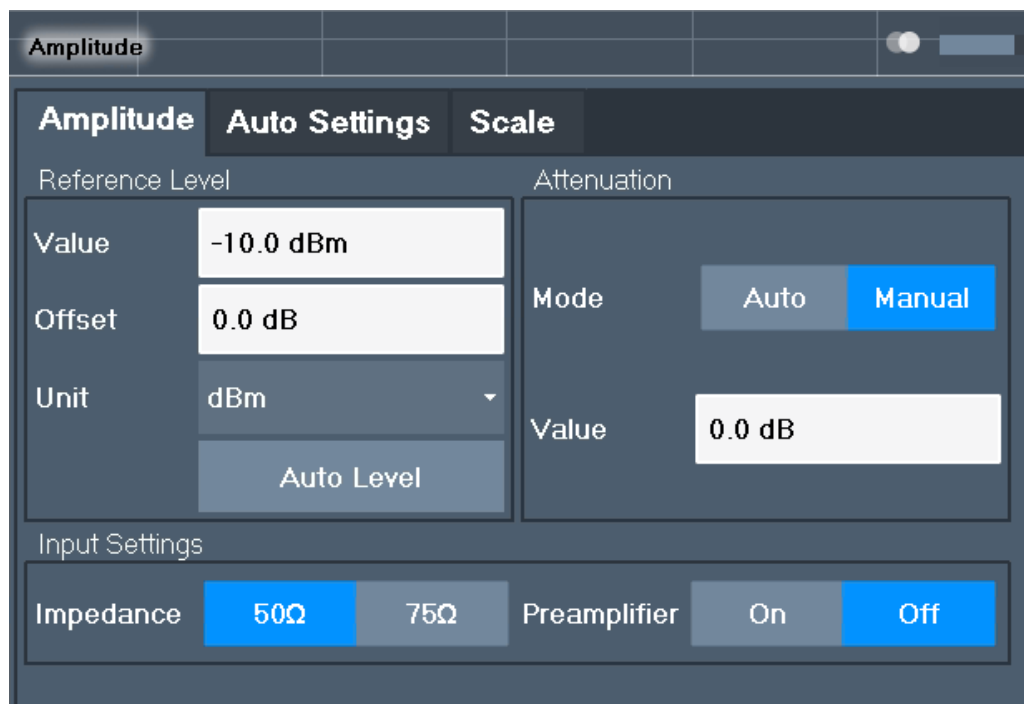 Amplitude
Amplitude Auto Settings Scale
Reference Level
Value -10.0 dBm
Offset 0.0 dB
Unit dBm
Auto Level
Attenuation
Mode Auto Manual
Value 0.0 dB
Input Settings
Impedance 50Ω 75Ω Preamplifier On Off